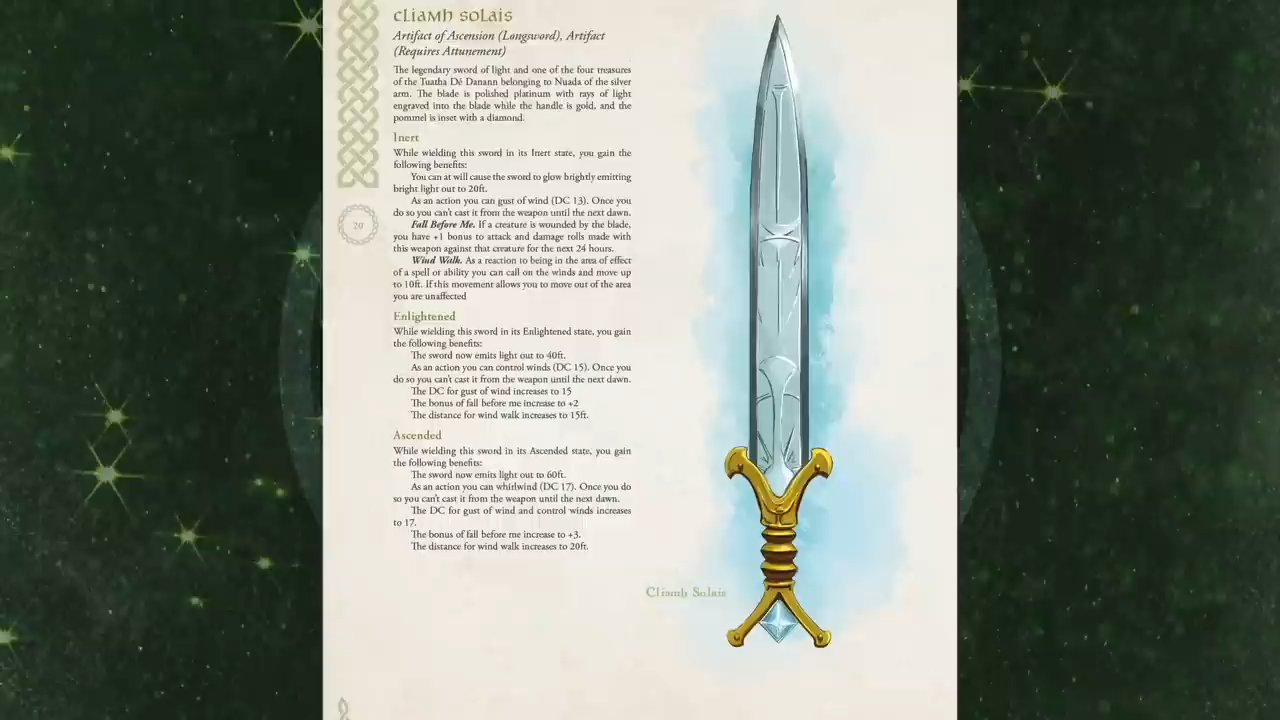 Cliamh Solais
Artifact of Ascension (Longsword), Artifact
(Requires Attunement)
The legendary sword of light and one of the four treasures
of the Tuatha Dé Danann belonging to Nuada of the silver
arm. The blade is polished platinum with rays of light
engraved into the blade while the handle is gold, and the
pommel is inset with a diamond.
Inert
While wielding this sword in its Inert state, you gain the
following benefits:
You can at will cause the sword to glow brightly emitting
bright light out to 20ft.
As an action you can gust of wind (DC 13). Once you
do so you can't cast it from the weapon until the next dawn.
Fall Before Me. If a creature is wounded by the blade,
you have +1 bonus to attack and damage rolls made with
this weapon against that creature for the next 24 hours.
Wind Walk. As a reaction to being in the area of effect
of a spell or ability you can call on the winds and move up
to 10ft. If this movement allows you to move out of the area
you are unaffected
29
Enlightened
While wielding this sword in its Enlightened state, you gain
the following benefits:
The sword now emits light out to 40ft.
As an action you can control winds (DC 15). Once you
do so you can't cast it from the weapon until the next dawn.
The DC for gust of wind increases to 15
The bonus of fall before me increase to +2
The distance for wind walk increases to 15ft.
Ascended
While wielding this sword in its Ascended state, you gain
the following benefits:
The sword now emits light out to 60ft.
As an action you can whirlwind (DC 17). Once you do
so you can't cast it from the weapon until the next dawn.
The DC for gust of wind and control winds increases
to 17.
The bonus of fall before me increase to +3.
The distance for wind walk increases to 20ft.
Cliamh Solais